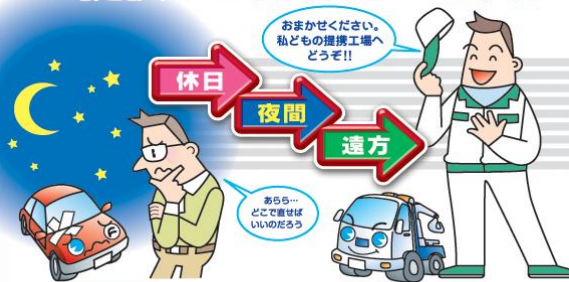 おまかせください。
私どもの提携工場へ
どうぞ!!
休日
夜間
遠方
あらら…
どこで直せば
いいのだろう